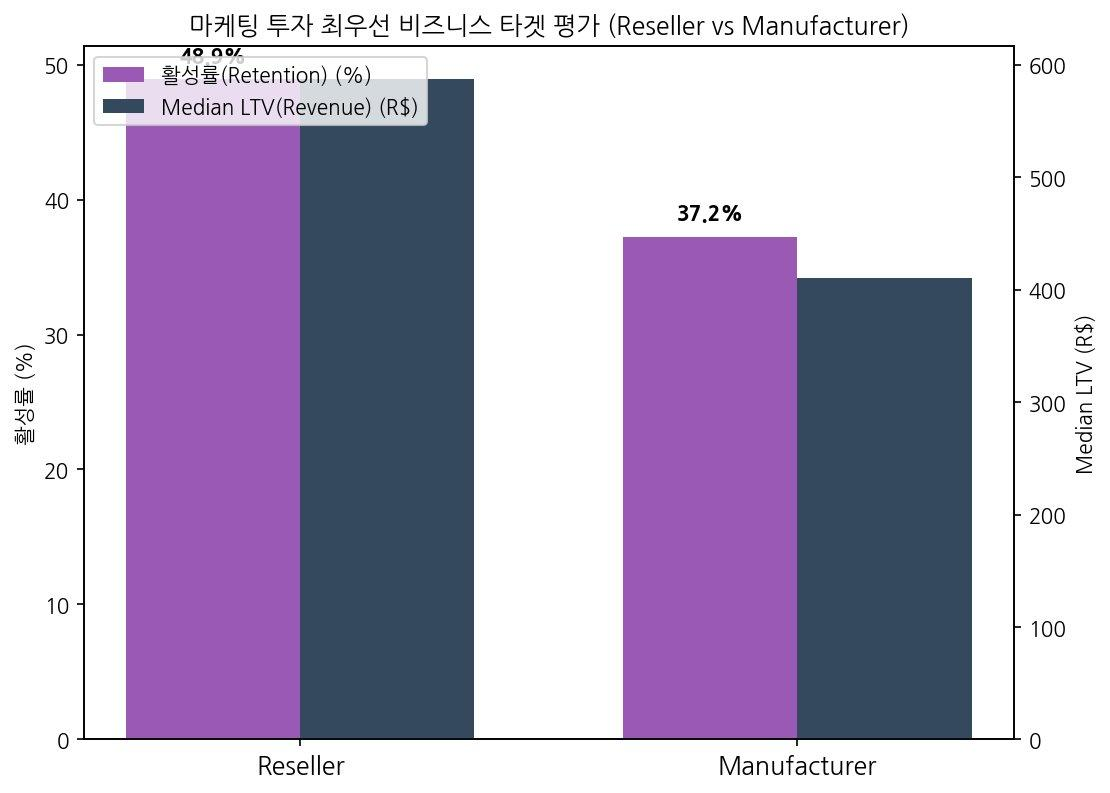 마케팅 투자 최우선 비즈니스 타겟 평가 (Reseller vs Manufacturer)
48.9%
활성률(Retention) (%)
Median LTV(Revenue) (R$)
37.2%
50
40
30
20
10
0
활성률 (%)
600
500
400
300
200
100
0
Median LTV (R$)
Reseller
Manufacturer